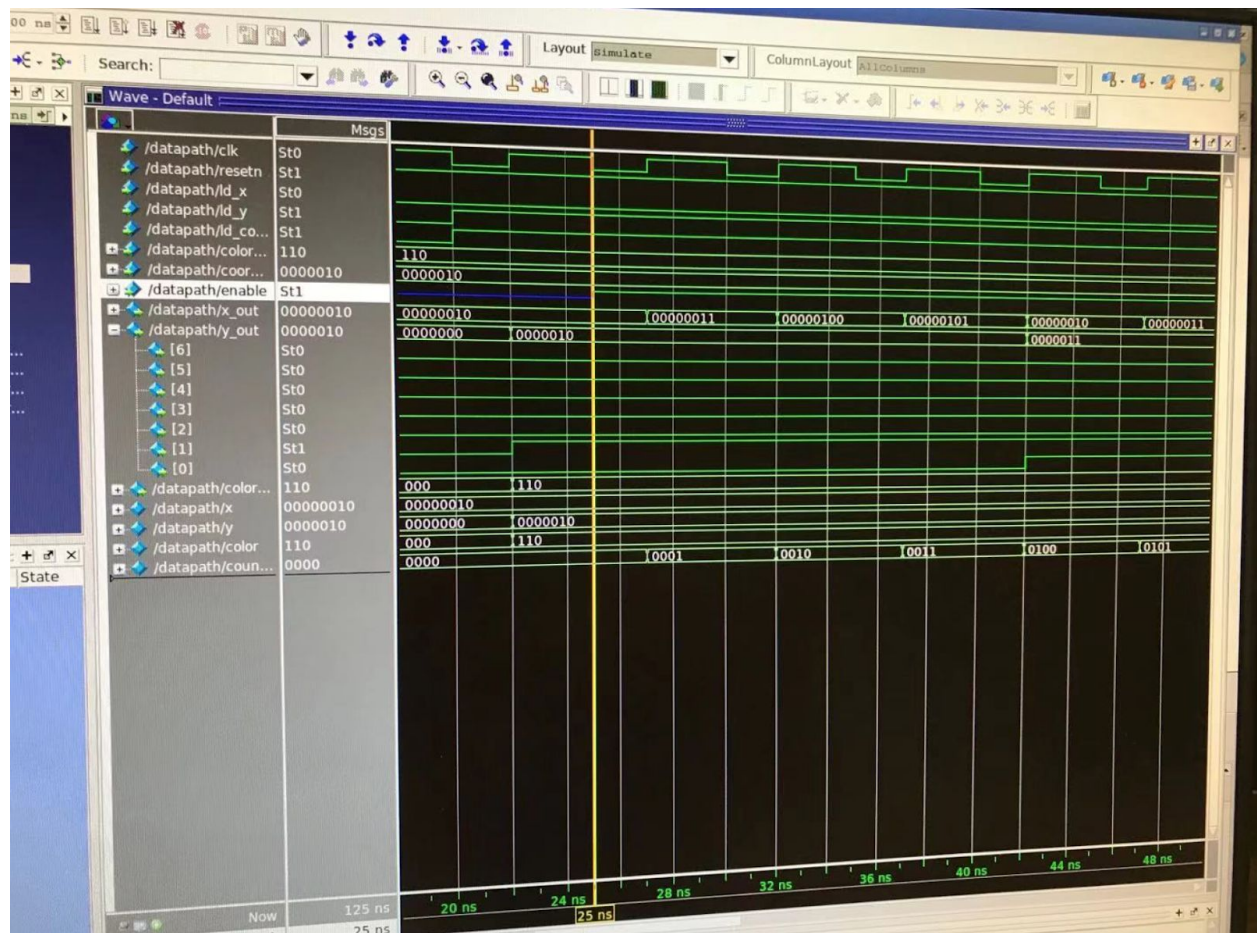 00 ns
Layout Simulate
ColumnLayout AllColumns
Search:
ns
Wave - Default
Msgs
/datapath/clk St0
/datapath/resetn St1
/datapath/ld_x St0
/datapath/ld_y St1
/datapath/ld_co... St1
/datapath/color... 110 110
/datapath/coor... 0000010 0000010
/datapath/enable St1
/datapath/x_out 00000010 00000010 00000011 00000100 00000101 00000010 00000011
/datapath/y_out 0000010 0000000 0000010 0000011
[6] St0
[5] St0
[4] St0
[3] St0
[2] St0
[1] St1
[0] St0
/datapath/color... 110 000 110
/datapath/x 00000010 00000010
/datapath/y 0000010 0000000 0000010
/datapath/color 110 000 110
/datapath/coun... 0000 0000 0001 0010 0011 0100 0101
State
20 ns 24 ns 28 ns 32 ns 36 ns 40 ns 44 ns 48 ns
Now 125 ns
25 ns 25 ns